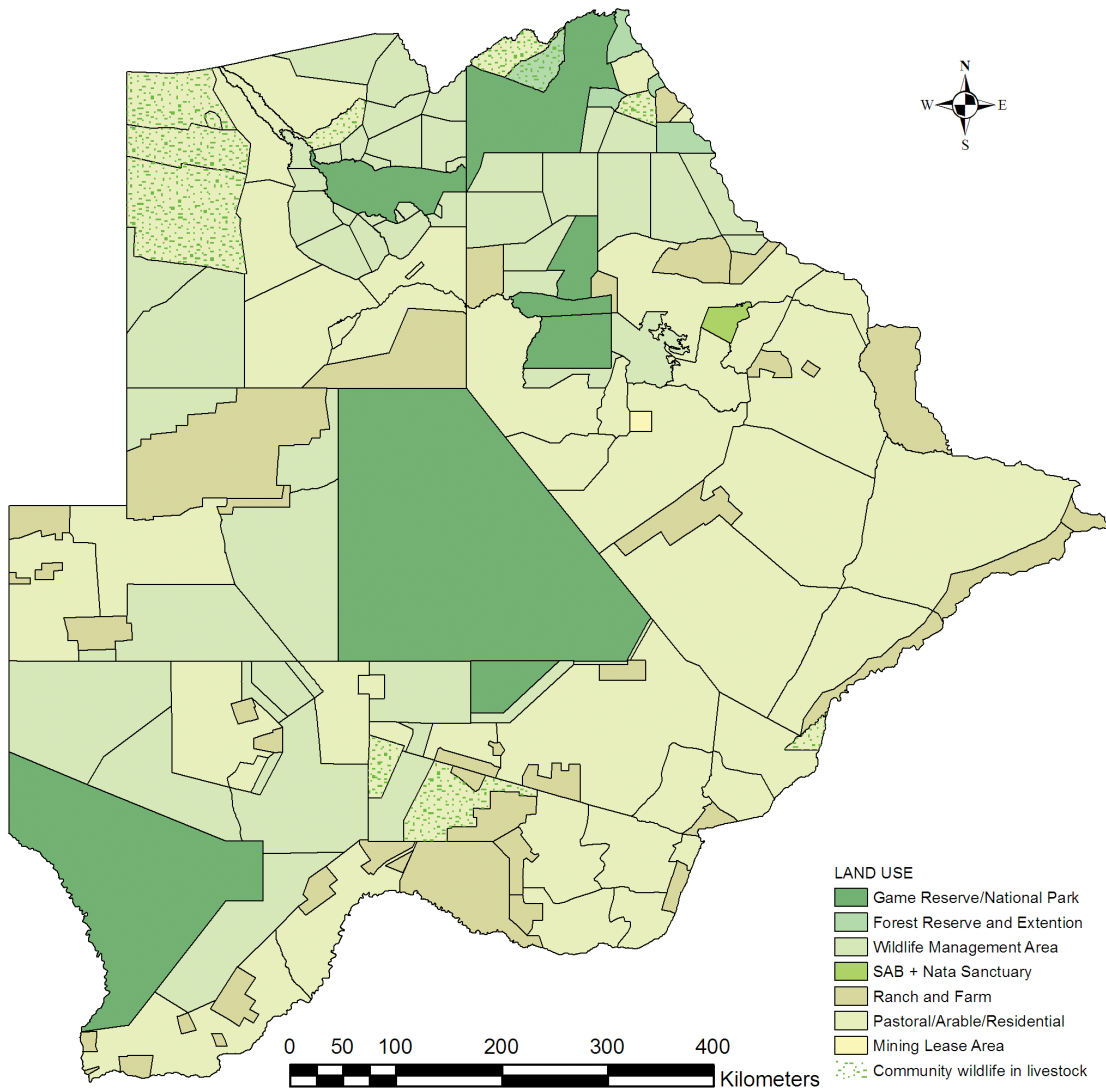 N
W E
S
LAND USE
Game Reserve/National Park
Forest Reserve and Extention
Wildlife Management Area
SAB + Nata Sanctuary
Ranch and Farm
Pastoral/Arable/Residential
Mining Lease Area
Community wildlife in livestock
0 50 100 200 300 400
Kilometers